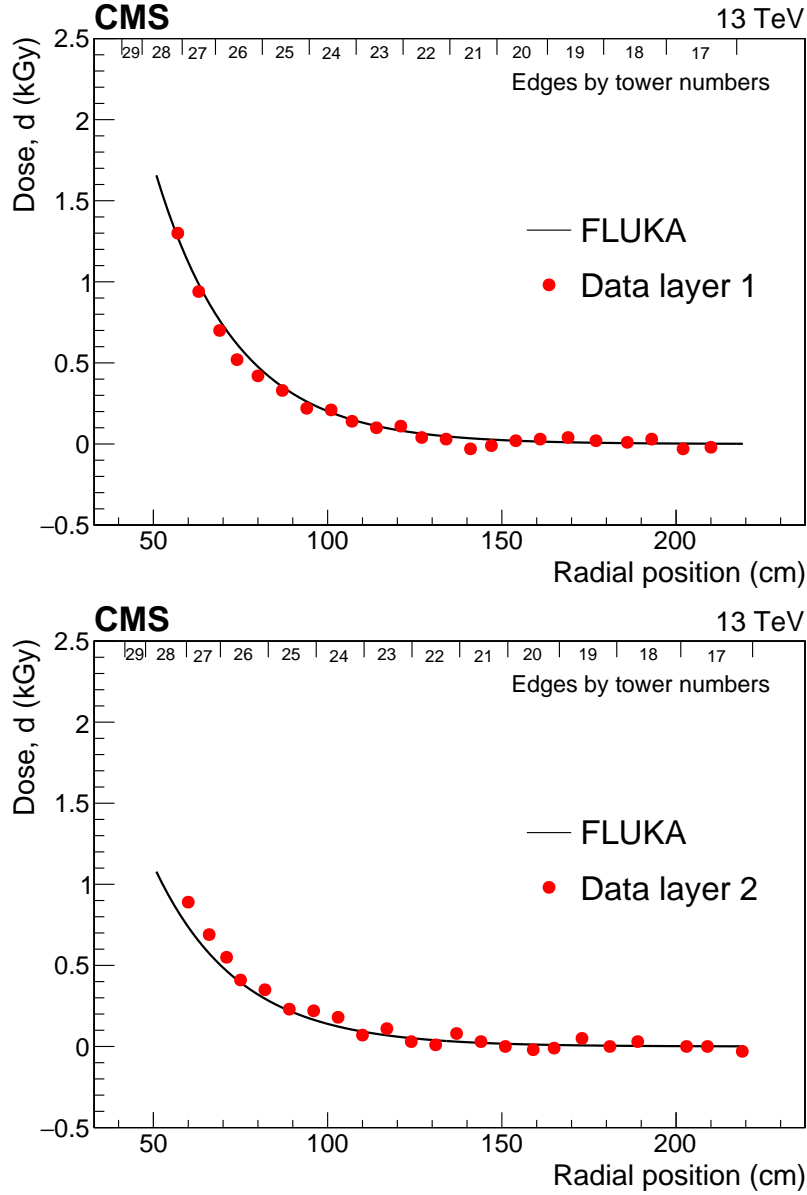 CMS 13 TeV
2.5
29 28 27 26 25 24 23 22 21 20 19 18 17
Edges by tower numbers
Dose, d (kGy)
2
1.5
FLUKA
1
Data layer 1
0.5
0
−0.5
50 100 150 200
Radial position (cm)
CMS 13 TeV
2.5
29 28 27 26 25 24 23 22 21 20 19 18 17
Edges by tower numbers
Dose, d (kGy)
2
1.5
FLUKA
1
Data layer 2
0.5
0
−0.5
50 100 150 200
Radial position (cm)